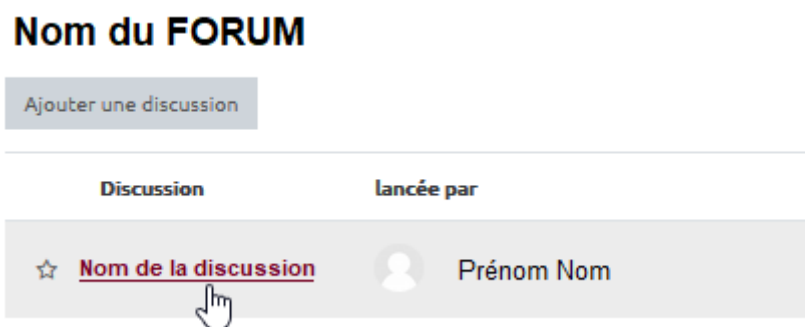 Nom du FORUM
Ajouter une discussion
Discussion lancée par
Nom de la discussion Prénom Nom